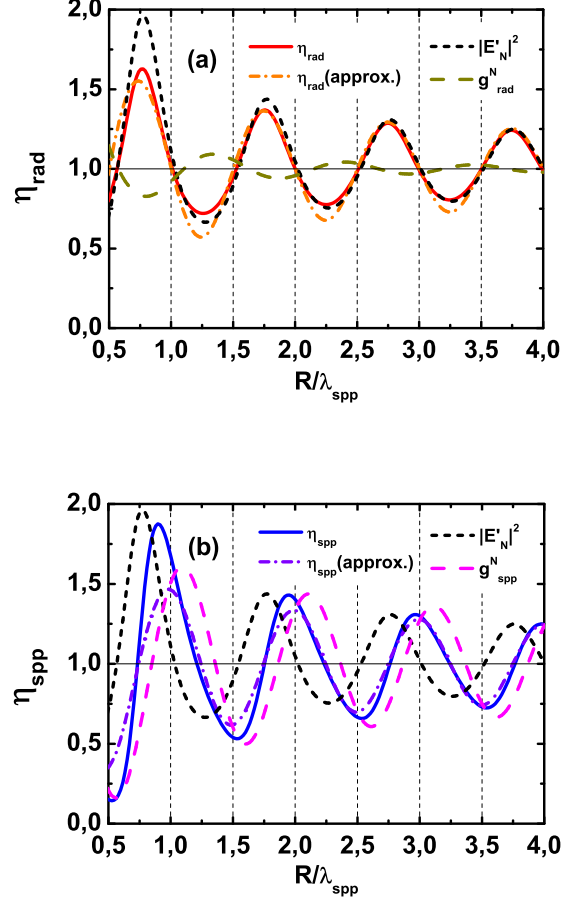 2,0
(a)
η_rad
η_rad(approx.)
|E'_N|^2
g^N_rad
1,5
1,0
0,5
0,0
η_rad
0,5 1,0 1,5 2,0 2,5 3,0 3,5 4,0
R/λ_spp
2,0
(b)
η_spp
η_spp(approx.)
|E'_N|^2
g^N_spp
1,5
1,0
0,5
0,0
η_spp
0,5 1,0 1,5 2,0 2,5 3,0 3,5 4,0
R/λ_spp